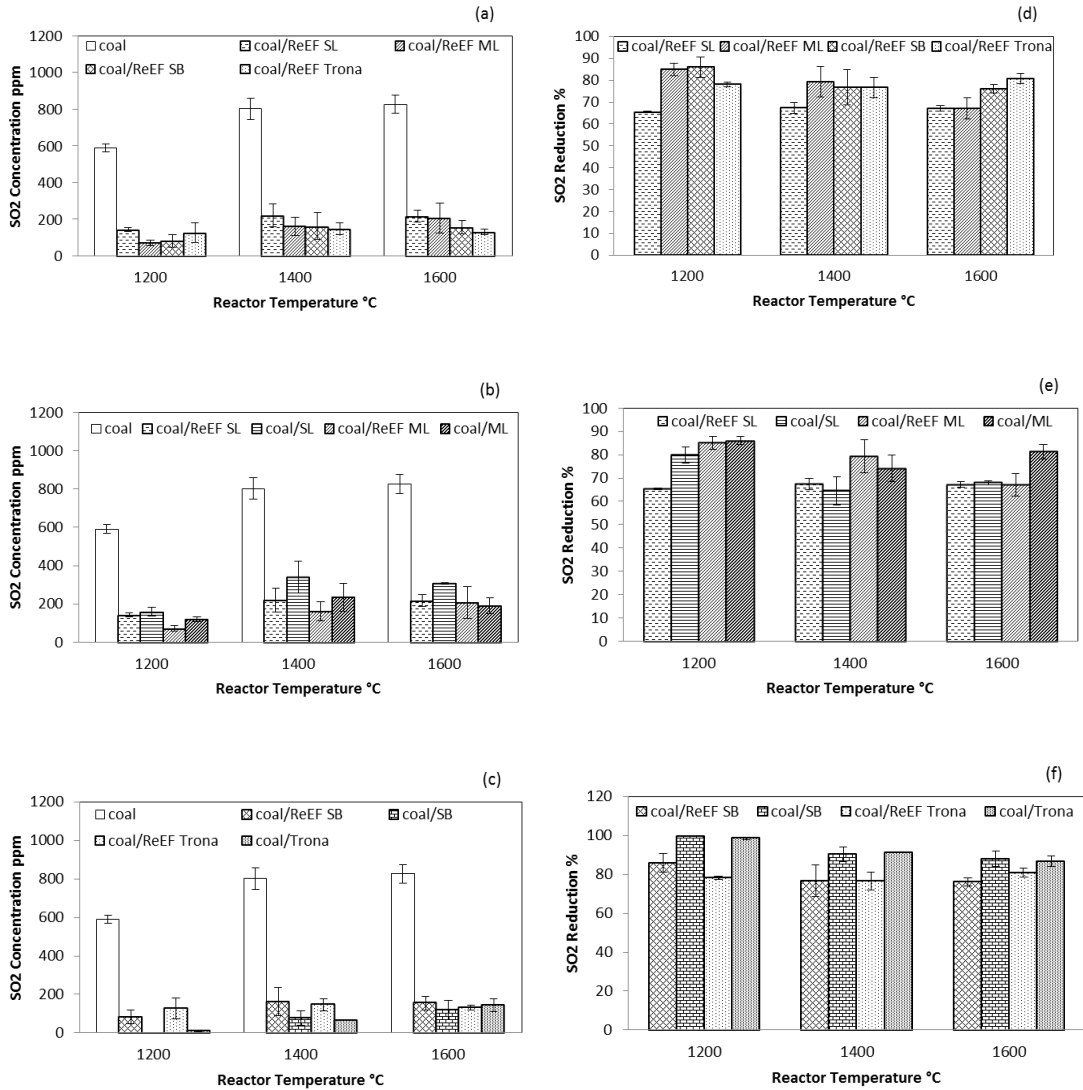 (a)
1200
1000
800
600
400
200
0
SO2 Concentration ppm
coal coal/ReEF SL coal/ReEF ML
coal/ReEF SB coal/ReEF Trona
1200 1400 1600
Reactor Temperature °C
(d)
100
90
80
70
60
50
40
30
20
10
0
SO2 Reduction %
coal/ReEF SL coal/ReEF ML coal/ReEF SB coal/ReEF Trona
1200 1400 1600
Reactor Temperature °C
(b)
1200
1000
800
600
400
200
0
SO2 Concentration ppm
coal coal/ReEF SL coal/SL coal/ReEF ML coal/ML
1200 1400 1600
Reactor Temperature °C
(e)
100
90
80
70
60
50
40
30
20
10
0
SO2 Reduction %
coal/ReEF SL coal/SL coal/ReEF ML coal/ML
1200 1400 1600
Reactor Temperature °C
(c)
1200
1000
800
600
400
200
0
SO2 Concentration ppm
coal coal/ReEF SB coal/SB
coal/ReEF Trona coal/Trona
1200 1400 1600
Reactor Temperature °C
(f)
120
100
80
60
40
20
0
SO2 Reduction %
coal/ReEF SB coal/SB coal/ReEF Trona coal/Trona
1200 1400 1600
Reactor Temperature °C